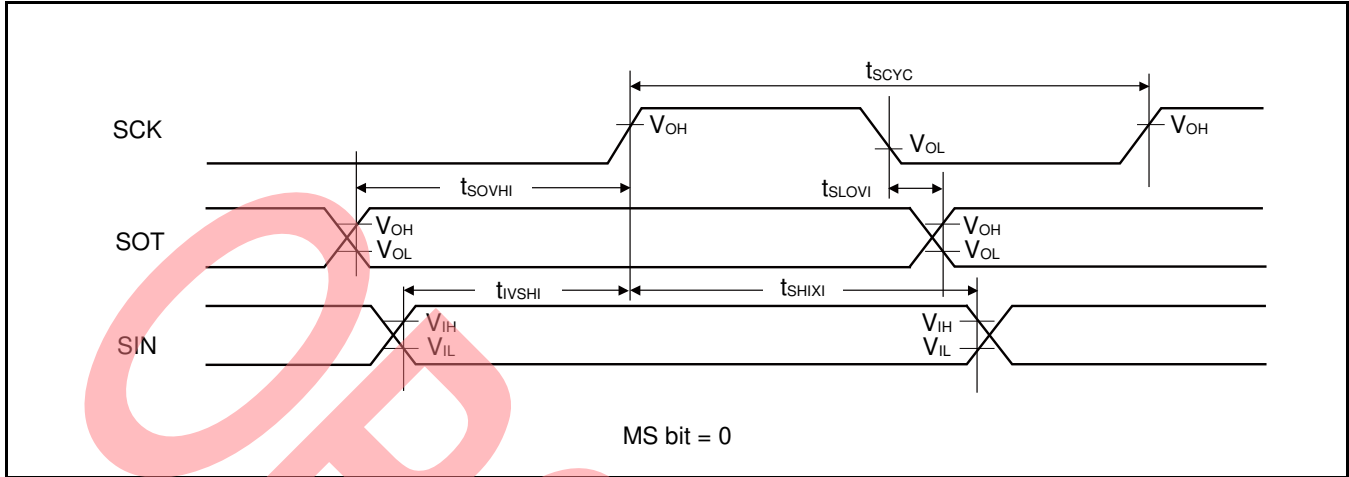 tSCYC
SCK
VOH
VOL
VOH
tSOVHI
tSLOVI
SOT
VOH
VOL
VOH
VOL
tIVSHI
tSHIXI
SIN
VIH
VIL
VIH
VIL
MS bit = 0